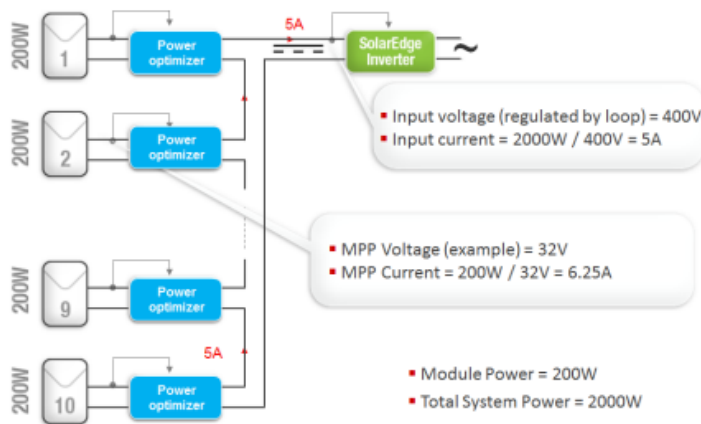 200W
1
Power
optimizer
5A
SolarEdge
Inverter
~
Input voltage (regulated by loop) = 400V
Input current = 2000W / 400V = 5A
200W
2
Power
optimizer
MPP Voltage (example) = 32V
MPP Current = 200W / 32V = 6.25A
200W
9
Power
optimizer
5A
200W
10
Power
optimizer
Module Power = 200W
Total System Power = 2000W